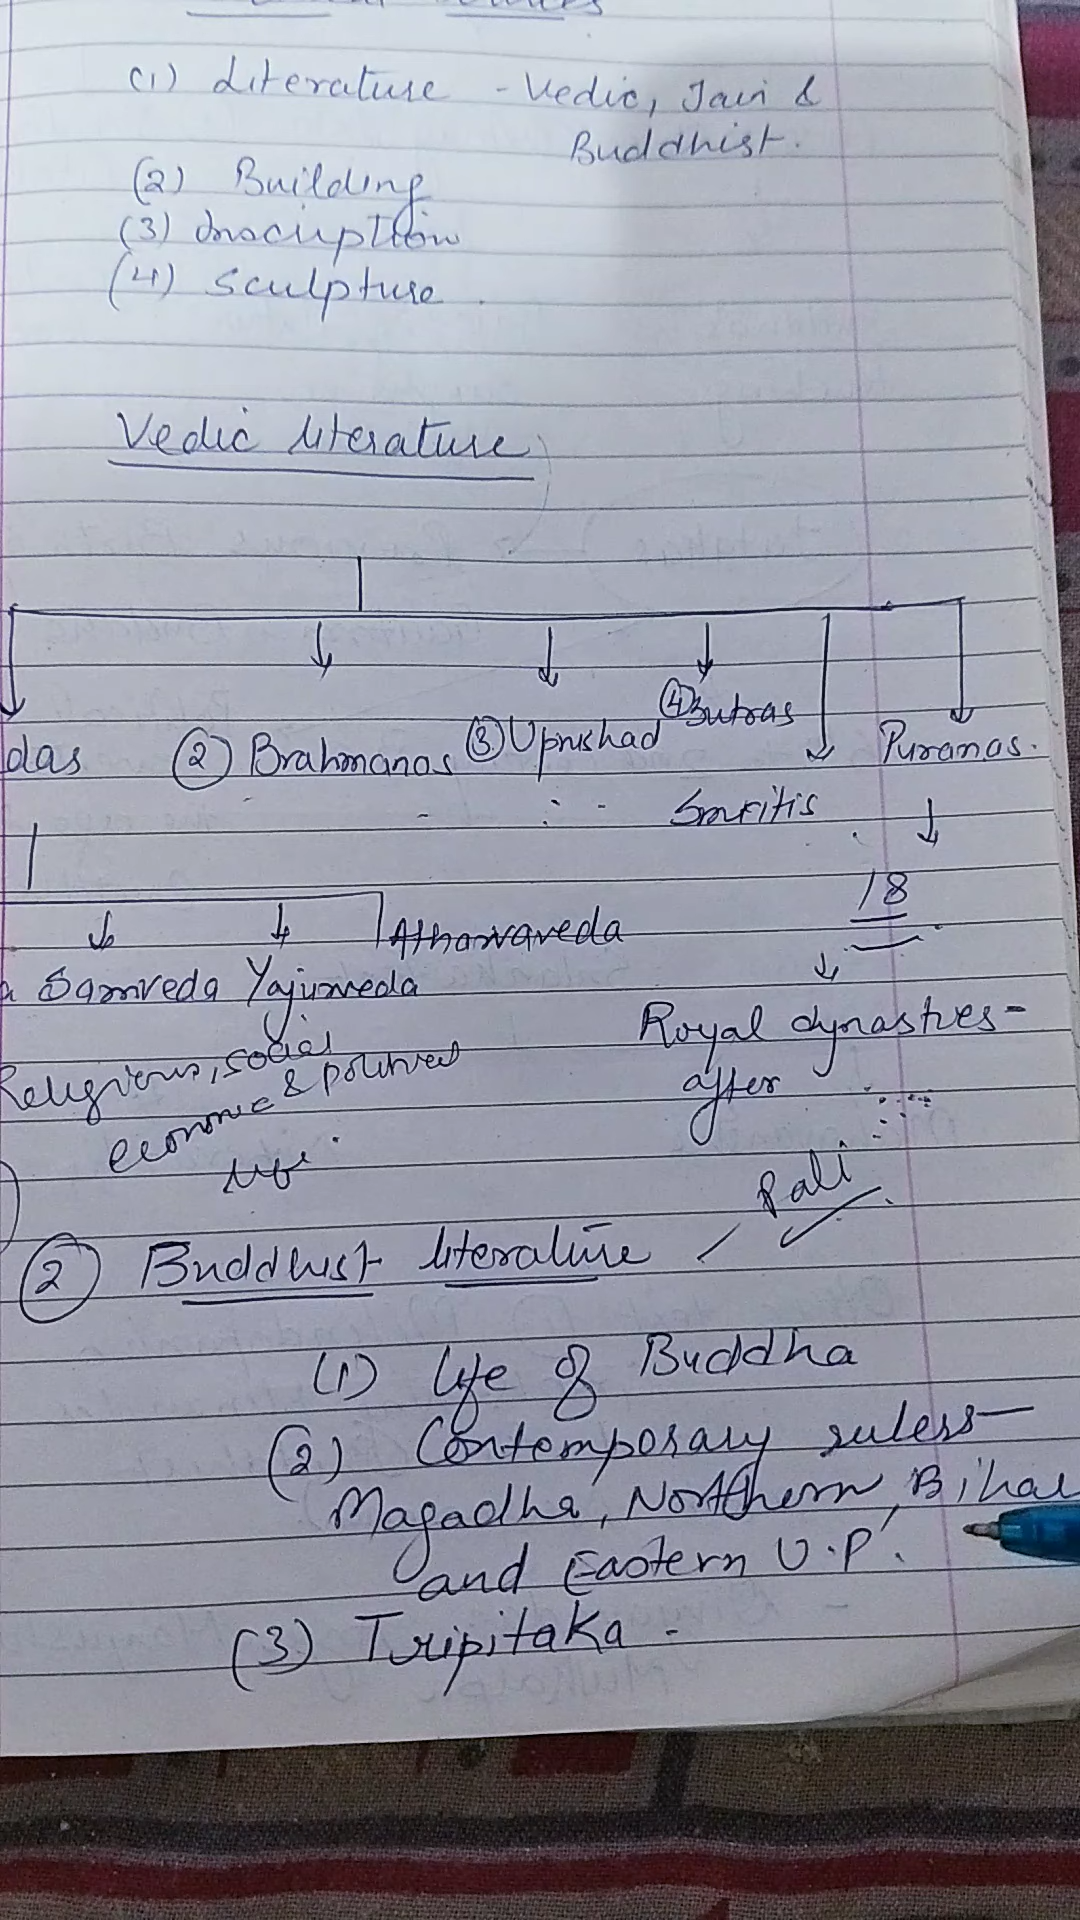 (1) Literature - Vedic, Jain &
Buddhist.
(2) Building
(3) Inscription
(4) Sculpture.
Vedic literature
das ② Brahmanas ③ Upnishad ④ Sutras
Smritis
Puranas.
18
Atharvaveda
Samveda Yajurveda
Religious, social
economic & political
life.
Royal dynasties -
after
Pali
② Buddhist literature
(1) life of Buddha
(2) Contemporary rulers -
Magadha, Northern, Bihar
and Eastern U.P.
(3) Tripitaka.